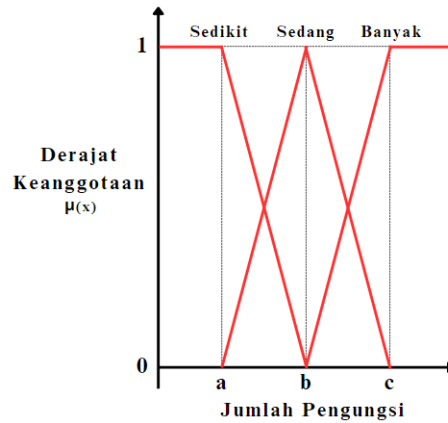 Sedikit Sedang Banyak
1
Derajat
Keanggotaan
μ(x)
0
a b c
Jumlah Pengungsi